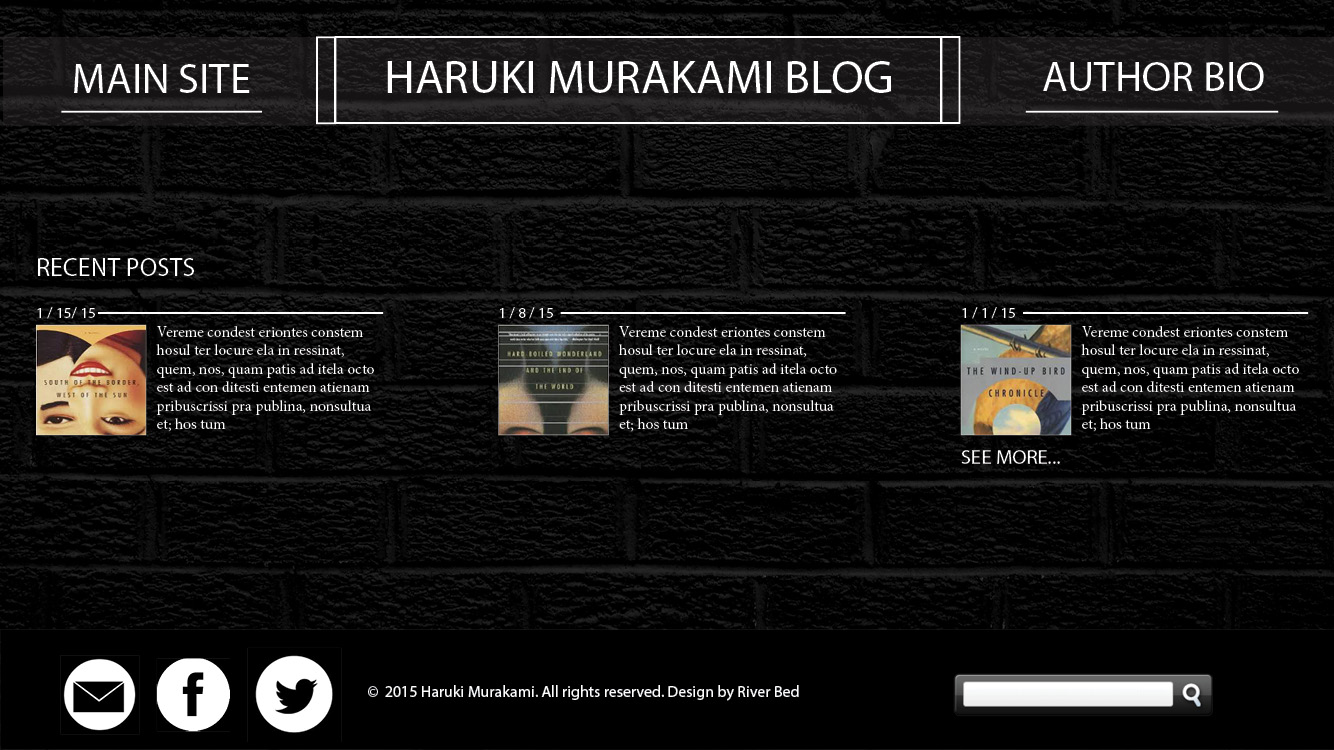 MAIN SITE
HARUKI MURAKAMI BLOG
AUTHOR BIO
RECENT POSTS
1 / 15/ 15
SOUTH OF THE BORDER,
WEST OF THE SUN
Vereme condest eriontes constem
hosul ter locure ela in ressinat,
quem, nos, quam patis ad itela octo
est ad con ditesti entemen atienam
pribuscrissi pra publina, nonsultua
et; hos tum
1 / 8 / 15
HARD-BOILED WONDERLAND
AND THE END OF
THE WORLD
Vereme condest eriontes constem
hosul ter locure ela in ressinat,
quem, nos, quam patis ad itela octo
est ad con ditesti entemen atienam
pribuscrissi pra publina, nonsultua
et; hos tum
1 / 1 / 15
THE WIND-UP BIRD
CHRONICLE
Vereme condest eriontes constem
hosul ter locure ela in ressinat,
quem, nos, quam patis ad itela octo
est ad con ditesti entemen atienam
pribuscrissi pra publina, nonsultua
et; hos tum
SEE MORE...
© 2015 Haruki Murakami. All rights reserved. Design by River Bed